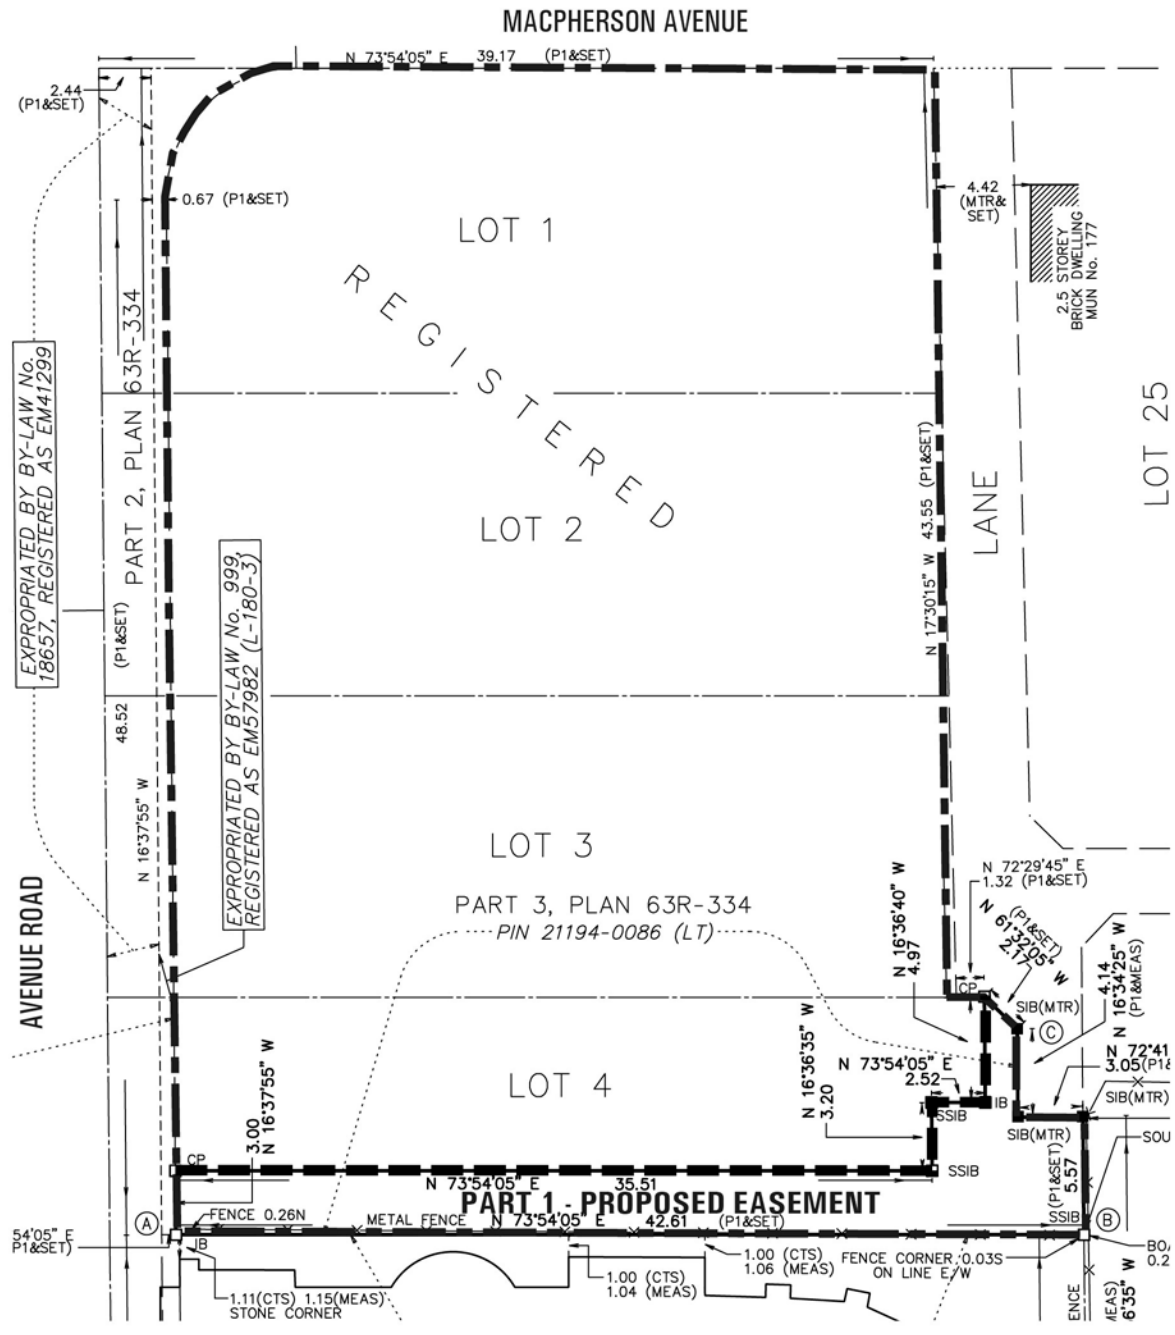 MACPHERSON AVENUE
N 73°54'05" E 39.17 (P1&SET)
2.44
(P1&SET)
0.67 (P1&SET)
4.42
(MTR&
SET)
2.5 STOREY
BRICK DWELLING
MUN No. 177
LOT 1
REGISTERED
PART 2, PLAN 63R-334
EXPROPRIATED BY BY-LAW No.
18657, REGISTERED AS EM41299
LOT 25
N 17°30'15" W 43.55 (P1&SET)
LANE
LOT 2
EXPROPRIATED BY BY-LAW No. 999,
REGISTERED AS EM57982 (L-180-3)
(P1&SET)
48.52
N 16°37'55" W
AVENUE ROAD
LOT 3
PART 3, PLAN 63R-334
PIN 21194-0086 (LT)
N 16°36'40" W
4.97
N 72°29'45" E
1.32 (P1&SET)
(P1&SET)
N 61°32'05" W
2.17
4.14
N 16°34'25" W
(P1&MEAS)
CP
SIB(MTR)
C
N 72°41
3.05(P1&
SIB(MTR)
LOT 4
N 16°36'35" W
3.20
N 73°54'05" E
2.52
SSIB
IB
SIB(MTR)
SOU
3.00
N 16°37'55" W
CP
SSIB
N 73°54'05" E 35.51
PART 1 - PROPOSED EASEMENT
(P1&SET)
5.57
SSIB
B
A
FENCE 0.26N
METAL FENCE N 73°54'05" E 42.61 (P1&SET)
54'05" E
P1&SET)
IB
1.11(CTS) 1.15(MEAS)
STONE CORNER
1.00 (CTS)
1.04 (MEAS)
1.00 (CTS)
1.06 (MEAS)
FENCE CORNER 0.03S
ON LINE E/W
BOA
0.2
ENCE
MEAS)
6'35" W